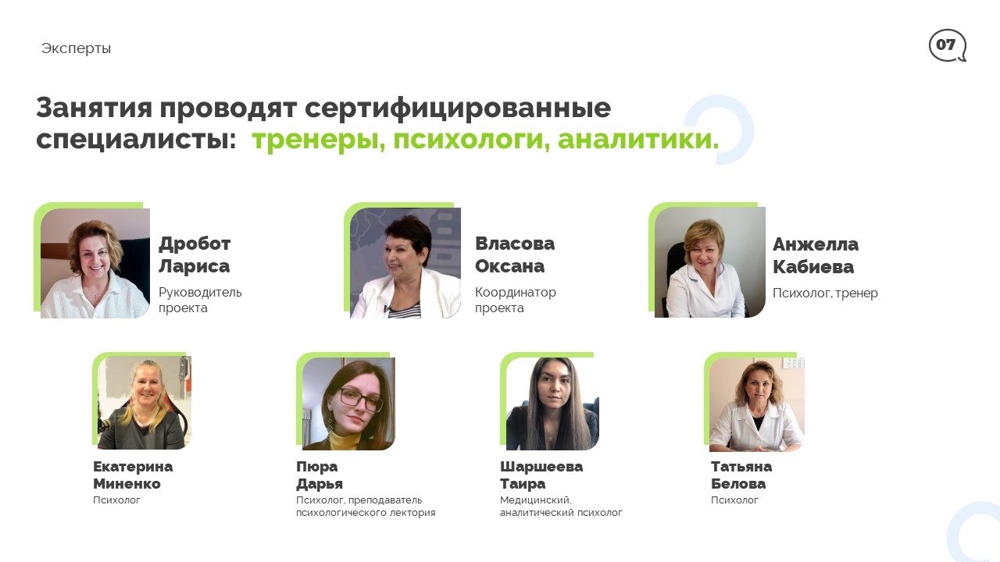 Эксперты
07
Занятия проводят сертифицированные
специалисты: тренеры, психологи, аналитики.
Дробот
Лариса
Руководитель
проекта
Власова
Оксана
Координатор
проекта
Анжелла
Кабиева
Психолог, тренер
Екатерина
Миненко
Психолог
Пюра
Дарья
Психолог, преподаватель
психологического лектория
Шаршеева
Таира
Медицинский,
аналитический психолог
Татьяна
Белова
Психолог